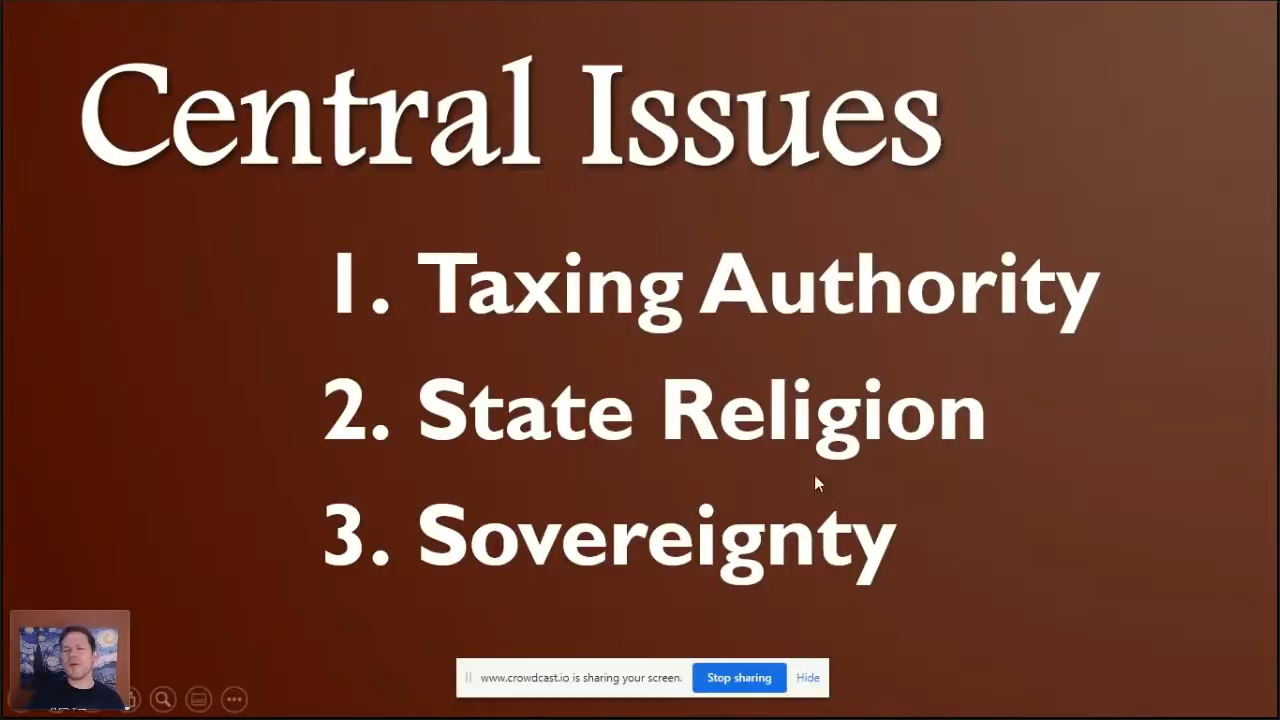 Central Issues
1. Taxing Authority
2. State Religion
3. Sovereignty
www.crowdcast.io is sharing your screen.
Stop sharing
Hide